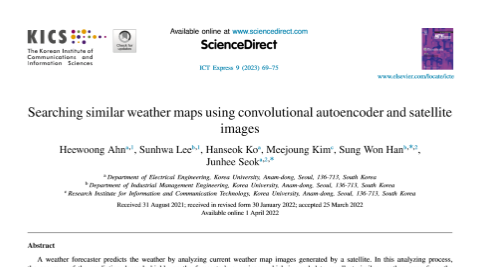 KICS
The Korean Institute of
Communications and
Information Sciences
Check for
updates
Available online at www.sciencedirect.com
ScienceDirect
ICT Express 9 (2023) 69–75
www.elsevier.com/locate/icte
Searching similar weather maps using convolutional autoencoder and satellite
images
Heewoong Ahn, Sunhwa Lee, Hanseok Ko, Meejoung Kim, Sung Won Han,
Junhee Seok
a Department of Electrical Engineering, Korea University, Anam-dong, Seoul, 136-713, South Korea
b Department of Industrial Management Engineering, Korea University, Anam-dong, Seoul, 136-713, South Korea
c Research Institute for Information and Communication Technology, Korea University, Anam-dong, Seoul, 136-713, South Korea
Received 31 August 2021; received in revised form 30 January 2022; accepted 25 March 2022
Available online 1 April 2022
Abstract
A weather forecaster predicts the weather by analyzing current weather map images generated by a satellite. In this analyzing process,